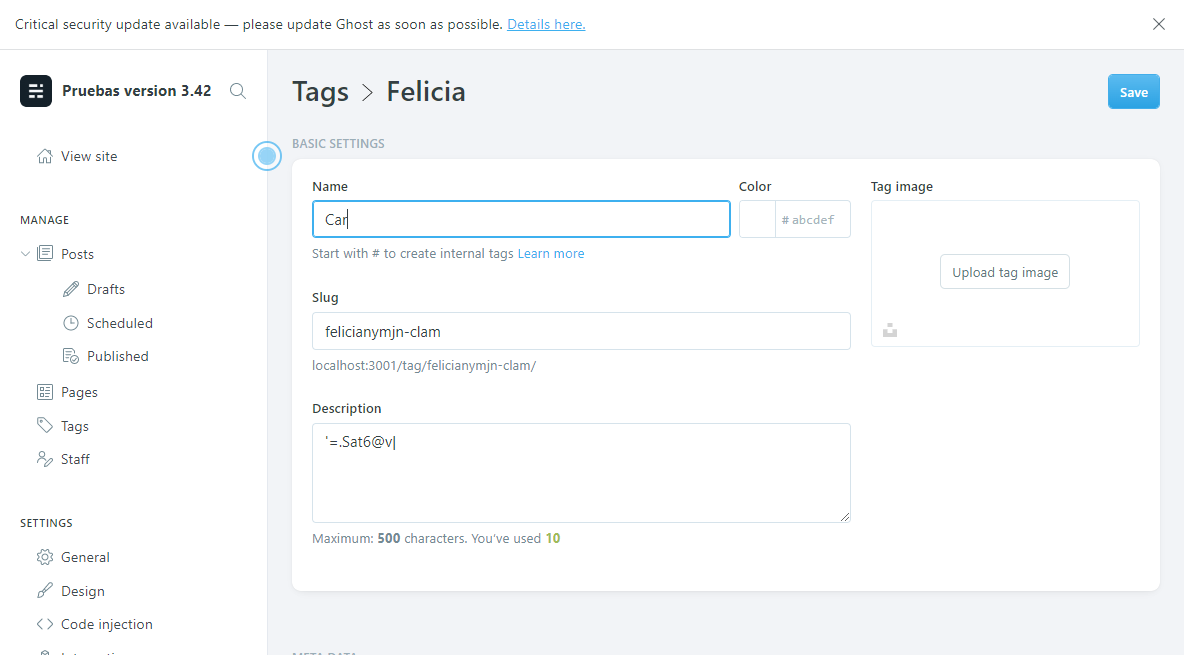 Critical security update available — please update Ghost as soon as possible. Details here.
Pruebas version 3.42
View site
MANAGE
Posts
Drafts
Scheduled
Published
Pages
Tags
Staff
SETTINGS
General
Design
Code injection
Tags > Felicia
Save
BASIC SETTINGS
Name
Car
Start with # to create internal tags Learn more
Color
# abcdef
Slug
felicianymjn-clam
localhost:3001/tag/felicianymjn-clam/
Description
'=.Sat6@v|
Maximum: 500 characters. You've used 10
Tag image
Upload tag image